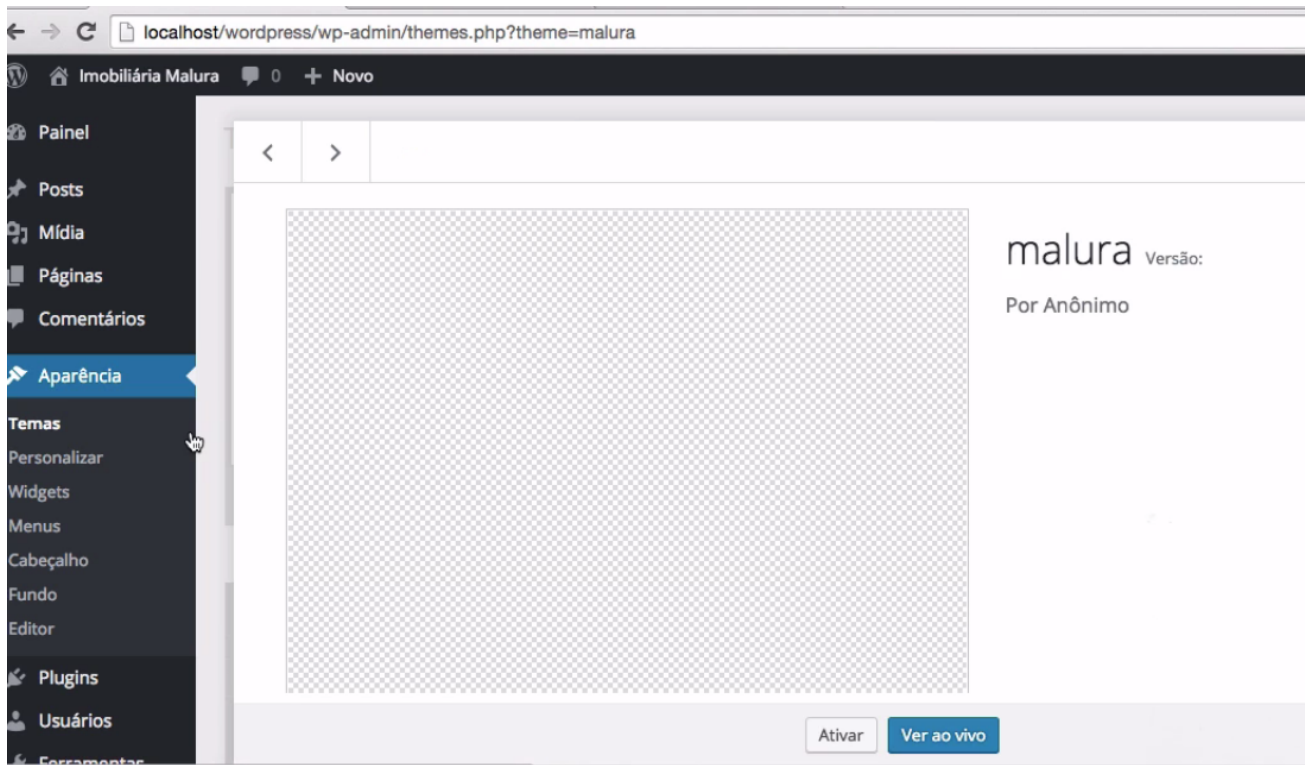 localhost/wordpress/wp-admin/themes.php?theme=malura
Imobiliária Malura 0 + Novo
Painel
Posts
Mídia
Páginas
Comentários
Aparência
Temas
Personalizar
Widgets
Menus
Cabeçalho
Fundo
Editor
Plugins
Usuários
Ferramentas
malura Versão:
Por Anônimo
Ativar Ver ao vivo